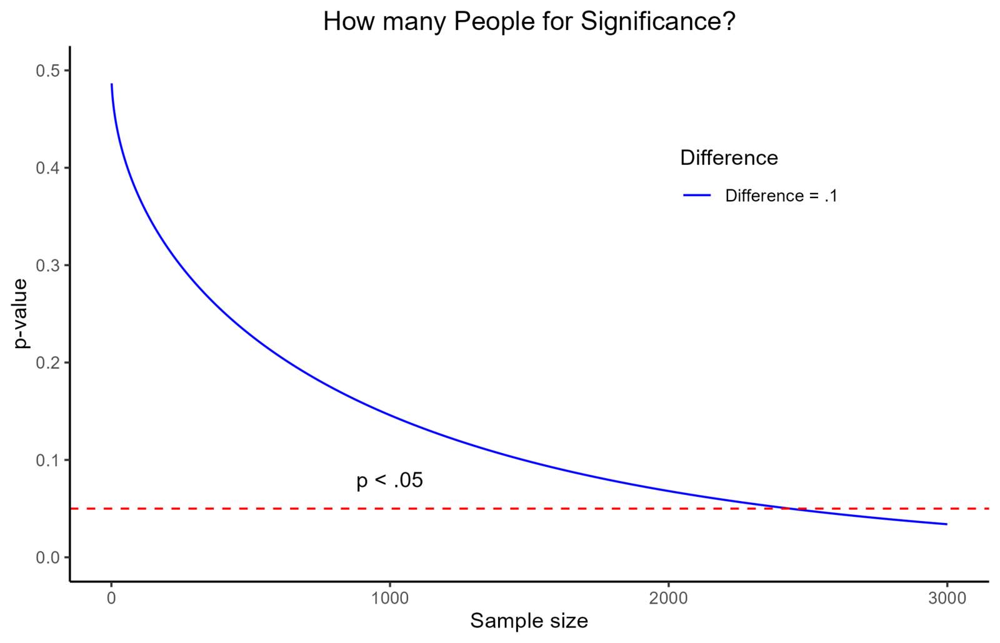 How many People for Significance?
0.5
0.4
0.3
0.2
0.1
0.0
p-value
Difference
Difference = .1
p < .05
0
1000
2000
3000
Sample size